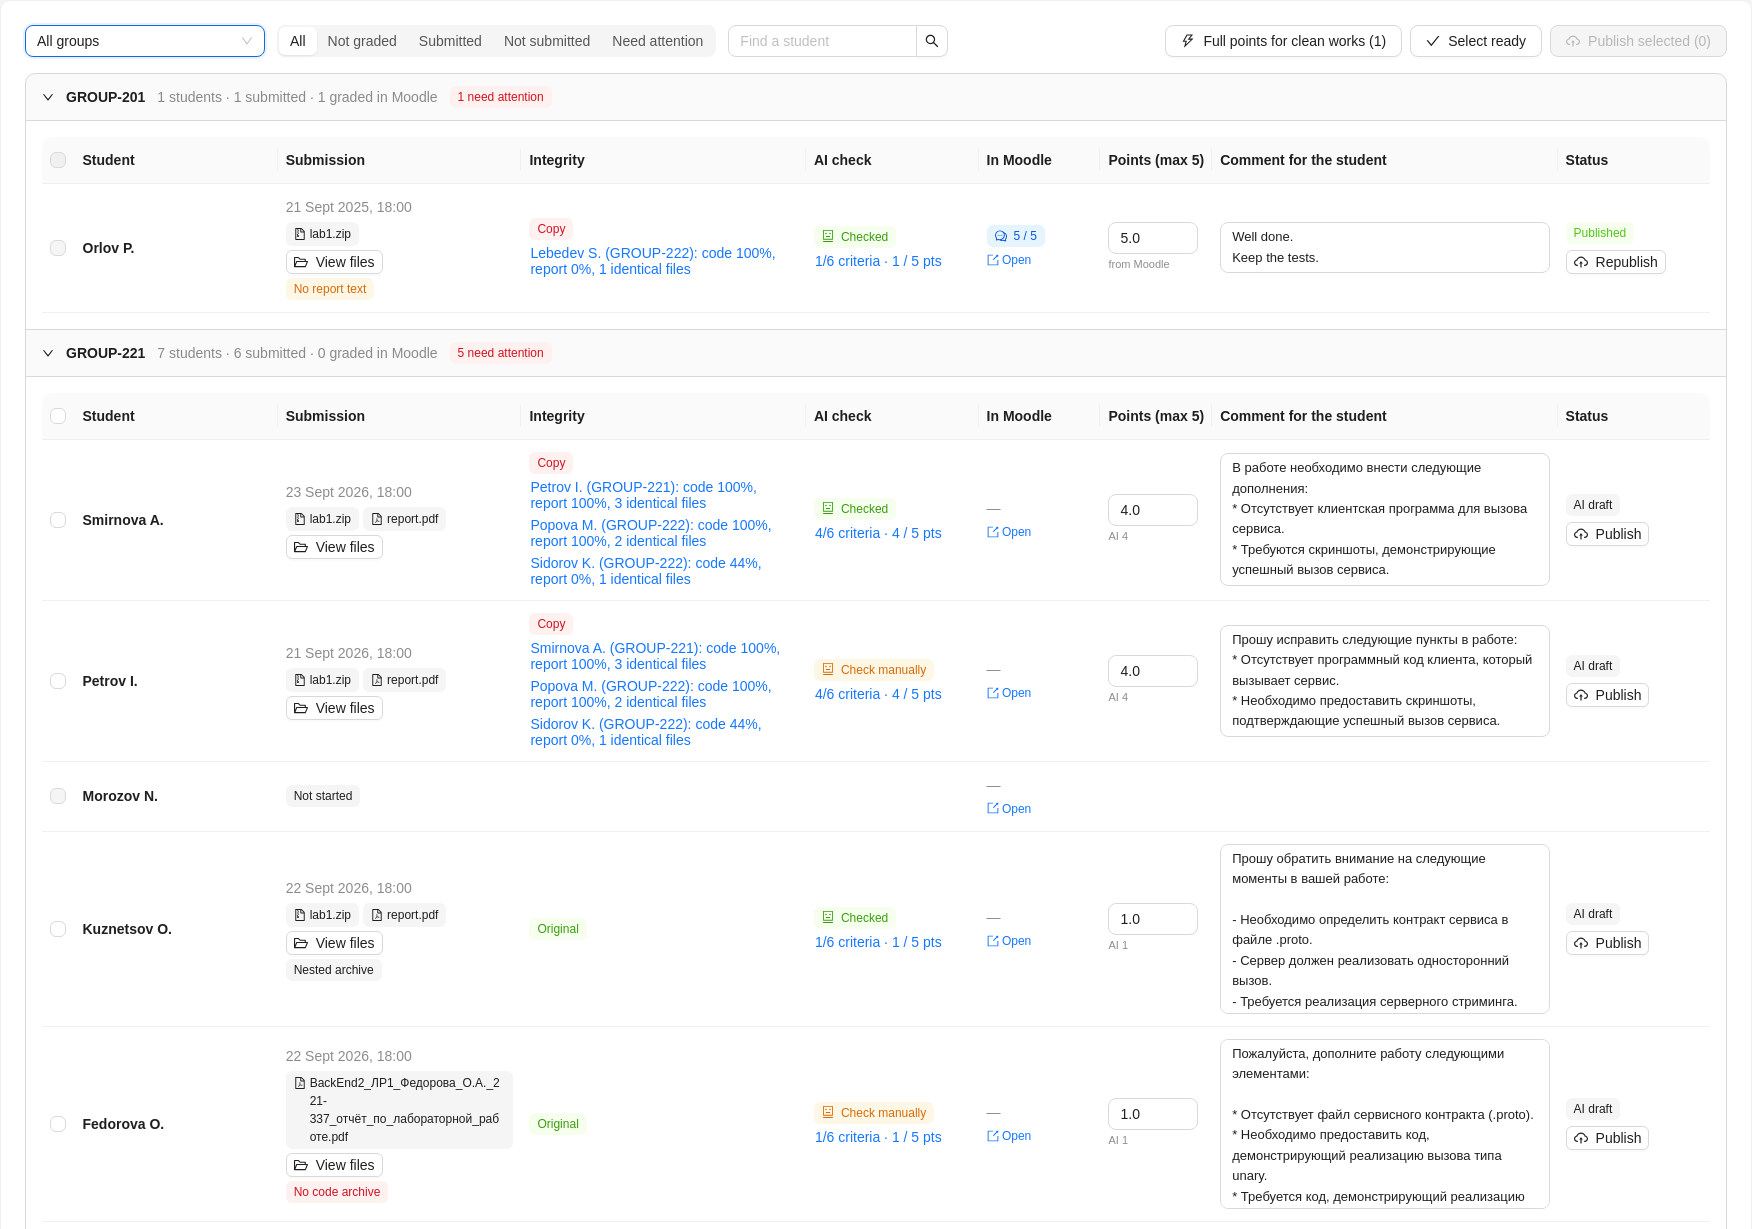 All groups
All Not graded Submitted Not submitted Need attention
Find a student
Full points for clean works (1)
Select ready
Publish selected (0)
GROUP-201 1 students · 1 submitted · 1 graded in Moodle 1 need attention
Student Submission Integrity AI check In Moodle Points (max 5) Comment for the student Status
Orlov P.
21 Sept 2025, 18:00
lab1.zip
View files
No report text
Copy
Lebedev S. (GROUP-222): code 100%,
report 0%, 1 identical files
Checked
1/6 criteria · 1 / 5 pts
5 / 5
Open
5.0
from Moodle
Well done.
Keep the tests.
Published
Republish
GROUP-221 7 students · 6 submitted · 0 graded in Moodle 5 need attention
Student Submission Integrity AI check In Moodle Points (max 5) Comment for the student Status
Smirnova A.
23 Sept 2026, 18:00
lab1.zip report.pdf
View files
Copy
Petrov I. (GROUP-221): code 100%,
report 100%, 3 identical files
Popova M. (GROUP-222): code 100%,
report 100%, 2 identical files
Sidorov K. (GROUP-222): code 44%,
report 0%, 1 identical files
Checked
4/6 criteria · 4 / 5 pts
—
Open
4.0
AI 4
В работе необходимо внести следующие
дополнения:
* Отсутствует клиентская программа для вызова
сервиса.
* Требуются скриншоты, демонстрирующие
успешный вызов сервиса.
AI draft
Publish
Petrov I.
21 Sept 2026, 18:00
lab1.zip report.pdf
View files
Copy
Smirnova A. (GROUP-221): code 100%,
report 100%, 3 identical files
Popova M. (GROUP-222): code 100%,
report 100%, 2 identical files
Sidorov K. (GROUP-222): code 44%,
report 0%, 1 identical files
Check manually
4/6 criteria · 4 / 5 pts
—
Open
4.0
AI 4
Прошу исправить следующие пункты в работе:
* Отсутствует программный код клиента, который
вызывает сервис.
* Необходимо предоставить скриншоты,
подтверждающие успешный вызов сервиса.
AI draft
Publish
Morozov N.
Not started
—
Open
Kuznetsov O.
22 Sept 2026, 18:00
lab1.zip report.pdf
View files
Nested archive
Original
Checked
1/6 criteria · 1 / 5 pts
—
Open
1.0
AI 1
Прошу обратить внимание на следующие
моменты в вашей работе:
- Необходимо определить контракт сервиса в
файле .proto.
- Сервер должен реализовать односторонний
вызов.
- Требуется реализация серверного стриминга.
AI draft
Publish
Fedorova O.
22 Sept 2026, 18:00
BackEnd2_ЛР1_Федорова_О.А._2
21-
337_отчёт_по_лабораторной_раб
оте.pdf
View files
No code archive
Original
Check manually
1/6 criteria · 1 / 5 pts
—
Open
1.0
AI 1
Пожалуйста, дополните работу следующими
элементами:
* Отсутствует файл сервисного контракта (.proto).
* Необходимо предоставить код,
демонстрирующий реализацию вызова типа
unary.
* Требуется код, демонстрирующий реализацию
AI draft
Publish